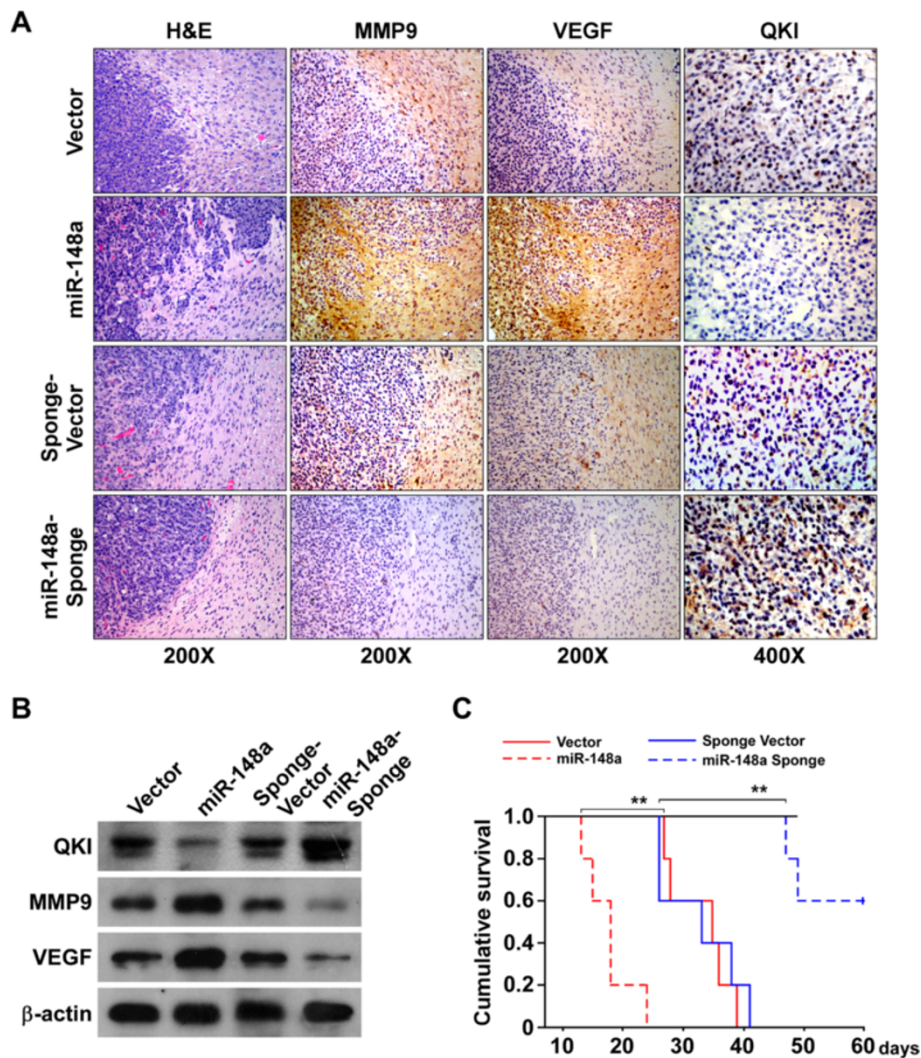 A
H&E MMP9 VEGF QKI
Vector
miR-148a
Sponge-
Vector
miR-148a-
Sponge
200X 200X 200X 400X
B
Vector miR-148a Sponge-
Vector miR-148a-
Sponge
QKI
MMP9
VEGF
β-actin
C
Vector Sponge Vector
miR-148a miR-148a Sponge
** **
Cumulative survival
1.0
0.8
0.6
0.4
0.2
0
10 20 30 40 50 60 days